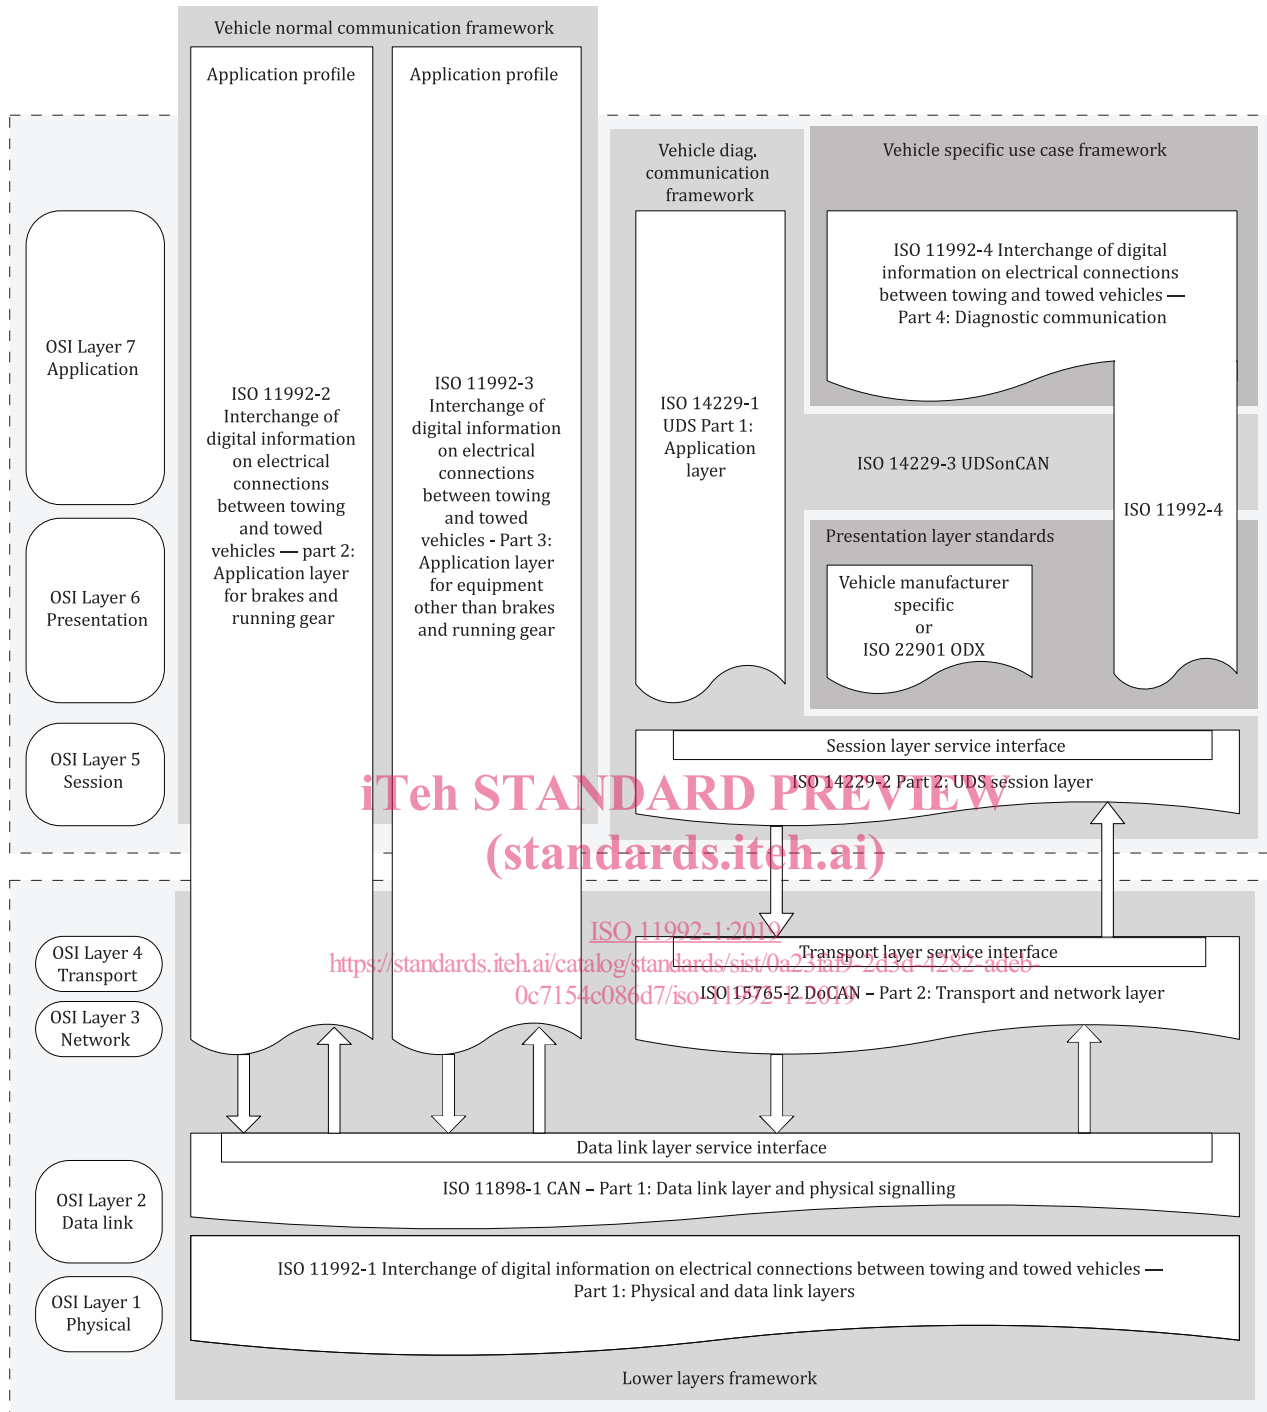 Vehicle normal communication framework
Application profile
Application profile
Vehicle diag.
communication
framework
Vehicle specific use case framework
OSI Layer 7
Application
ISO 11992-2
Interchange of
digital information
on electrical
connections
between towing
and towed
vehicles — part 2:
Application layer
for brakes and
running gear
ISO 11992-3
Interchange of
digital information
on electrical
connections
between towing
and towed
vehicles - Part 3:
Application layer
for equipment
other than brakes
and running gear
ISO 14229-1
UDS Part 1:
Application
layer
ISO 11992-4 Interchange of digital
information on electrical connections
between towing and towed vehicles —
Part 4: Diagnostic communication
ISO 14229-3 UDSonCAN
ISO 11992-4
OSI Layer 6
Presentation
Presentation layer standards
Vehicle manufacturer
specific
or
ISO 22901 ODX
OSI Layer 5
Session
Session layer service interface
ISO 14229-2 Part 2: UDS session layer
iTeh STANDARD PREVIEW
(standards.iteh.ai)
ISO 11992-1:2019
https://standards.iteh.ai/catalog/standards/sist/0a23faf9-2d3d-4282-adeb-
0c7154c086d7/iso-11992-1-2019
OSI Layer 4
Transport
Transport layer service interface
ISO 15765-2 DoCAN – Part 2: Transport and network layer
OSI Layer 3
Network
Data link layer service interface
ISO 11898-1 CAN – Part 1: Data link layer and physical signalling
OSI Layer 2
Data link
ISO 11992-1 Interchange of digital information on electrical connections between towing and towed vehicles —
Part 1: Physical and data link layers
OSI Layer 1
Physical
Lower layers framework